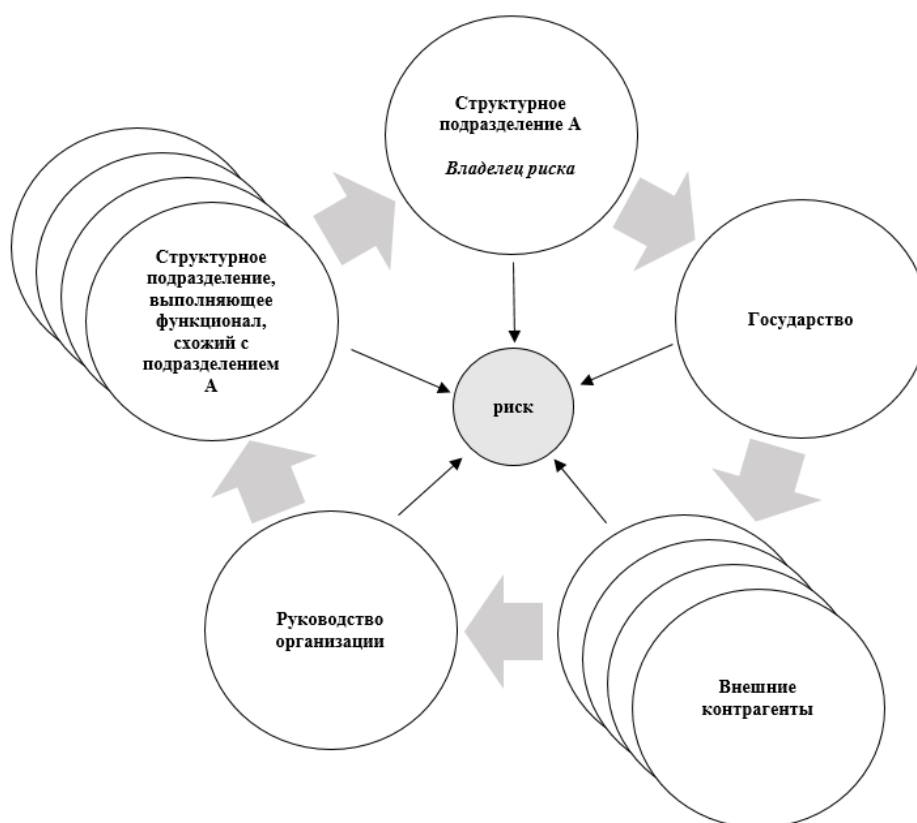 Структурное
подразделение А
Владелец риска
Структурное
подразделение,
выполняющее
функционал,
схожий с
подразделением
А
Государство
риск
Руководство
организации
Внешние
контрагенты